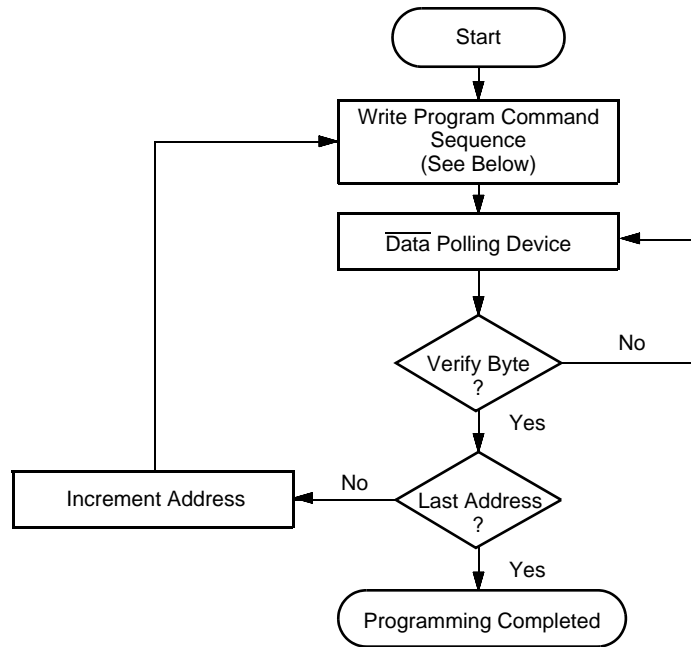 Start
Write Program Command
Sequence
(See Below)
Data Polling Device
Verify Byte
?
No
Yes
Last Address
?
No
Increment Address
Yes
Programming Completed